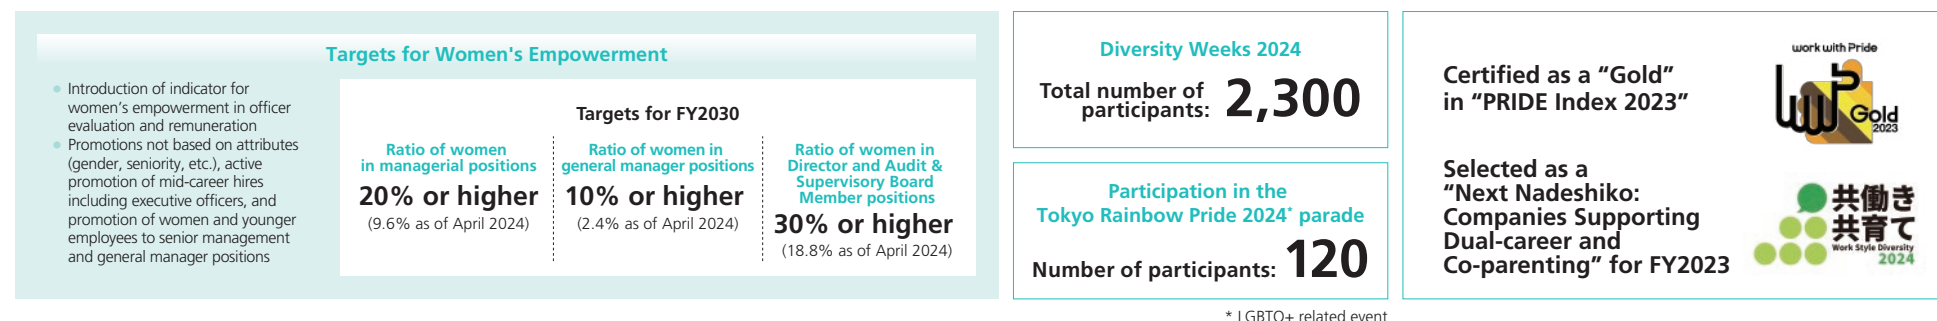 Targets for Women's Empowerment
● Introduction of indicator for
women’s empowerment in officer
evaluation and remuneration
● Promotions not based on attributes
(gender, seniority, etc.), active
promotion of mid-career hires
including executive officers, and
promotion of women and younger
employees to senior management
and general manager positions
Targets for FY2030
Ratio of women
in managerial positions
20% or higher
(9.6% as of April 2024)
Ratio of women in
general manager positions
10% or higher
(2.4% as of April 2024)
Ratio of women in
Director and Audit &
Supervisory Board
Member positions
30% or higher
(18.8% as of April 2024)
Diversity Weeks 2024
Total number of
participants: 2,300
Participation in the
Tokyo Rainbow Pride 2024* parade
Number of participants: 120
* LGBTQ+ related event
Certified as a “Gold”
in “PRIDE Index 2023”
work with Pride
wwP
Gold
2023
Selected as a
“Next Nadeshiko:
Companies Supporting
Dual-career and
Co-parenting” for FY2023
共働き
共育て
Work Style Diversity
2024